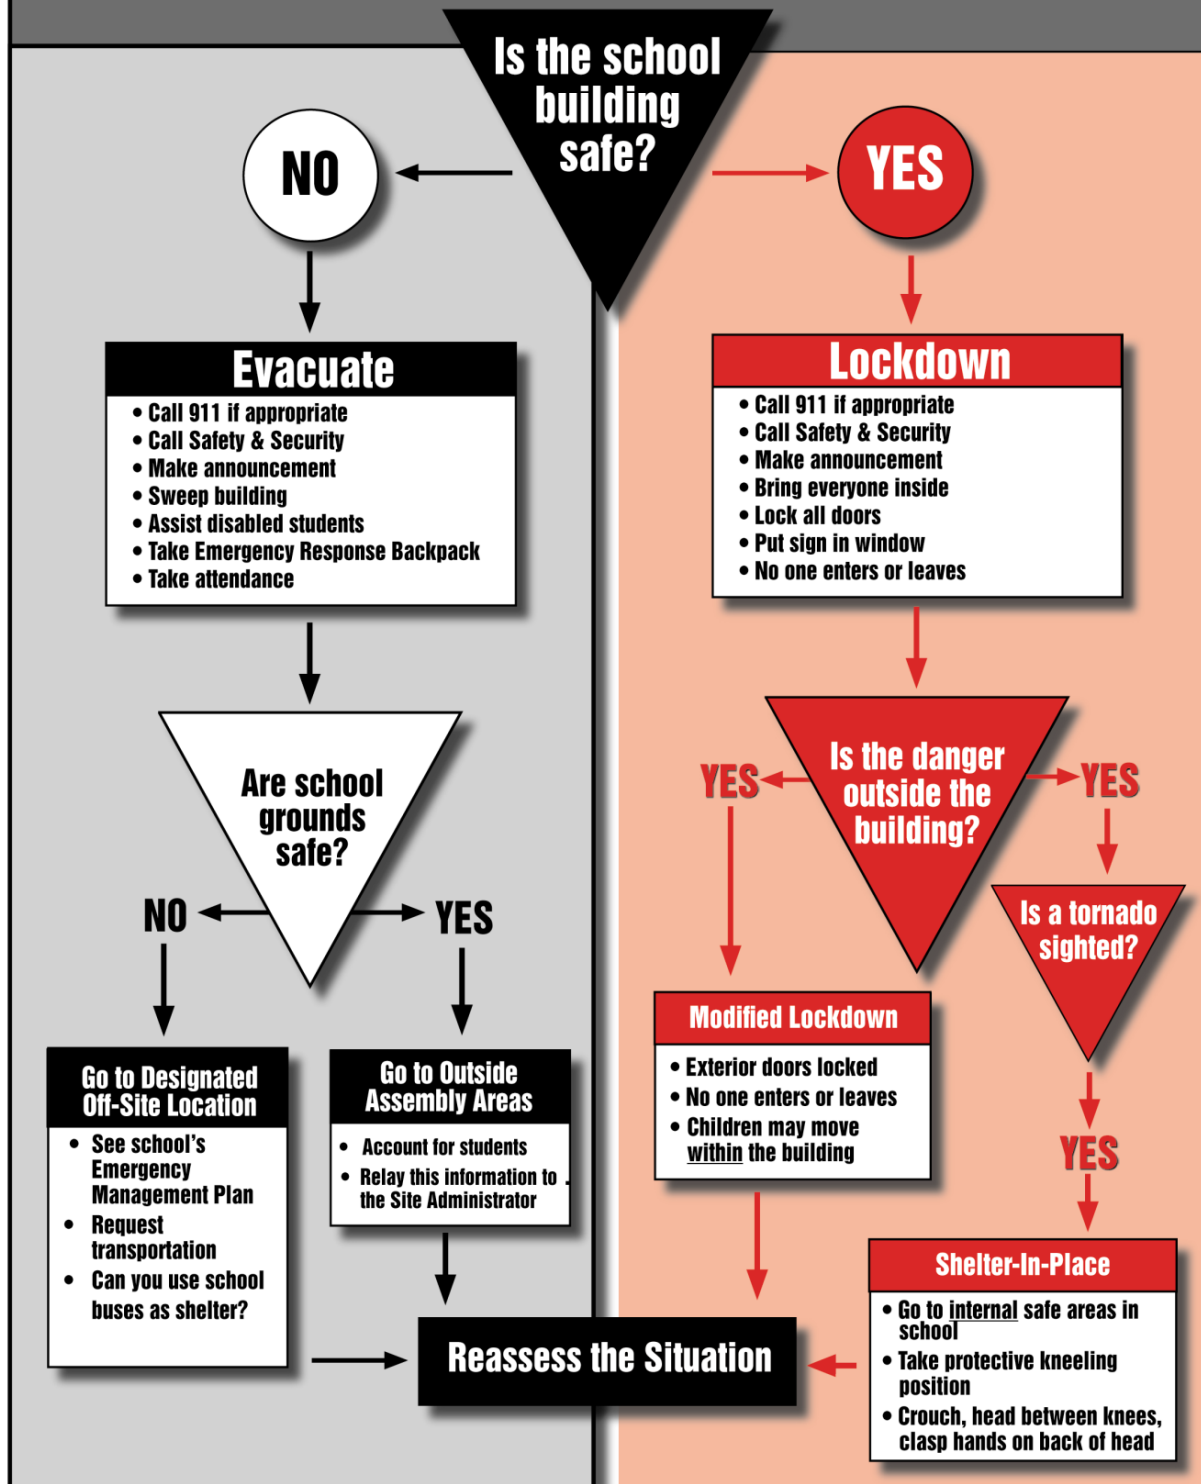 Is the school
building
safe?
NO
YES
Evacuate
• Call 911 if appropriate
• Call Safety & Security
• Make announcement
• Sweep building
• Assist disabled students
• Take Emergency Response Backpack
• Take attendance
Lockdown
• Call 911 if appropriate
• Call Safety & Security
• Make announcement
• Bring everyone inside
• Lock all doors
• Put sign in window
• No one enters or leaves
Are school
grounds
safe?
NO
YES
Is the danger
outside the
building?
YES
YES
Is a tornado
sighted?
YES
Go to Designated
Off-Site Location
• See school's
Emergency
Management Plan
• Request
transportation
• Can you use school
buses as shelter?
Go to Outside
Assembly Areas
• Account for students
• Relay this information to .
the Site Administrator
Modified Lockdown
• Exterior doors locked
• No one enters or leaves
• Children may move
within the building
Shelter-In-Place
• Go to internal safe areas in
school
• Take protective kneeling
position
• Crouch, head between knees,
clasp hands on back of head
Reassess the Situation